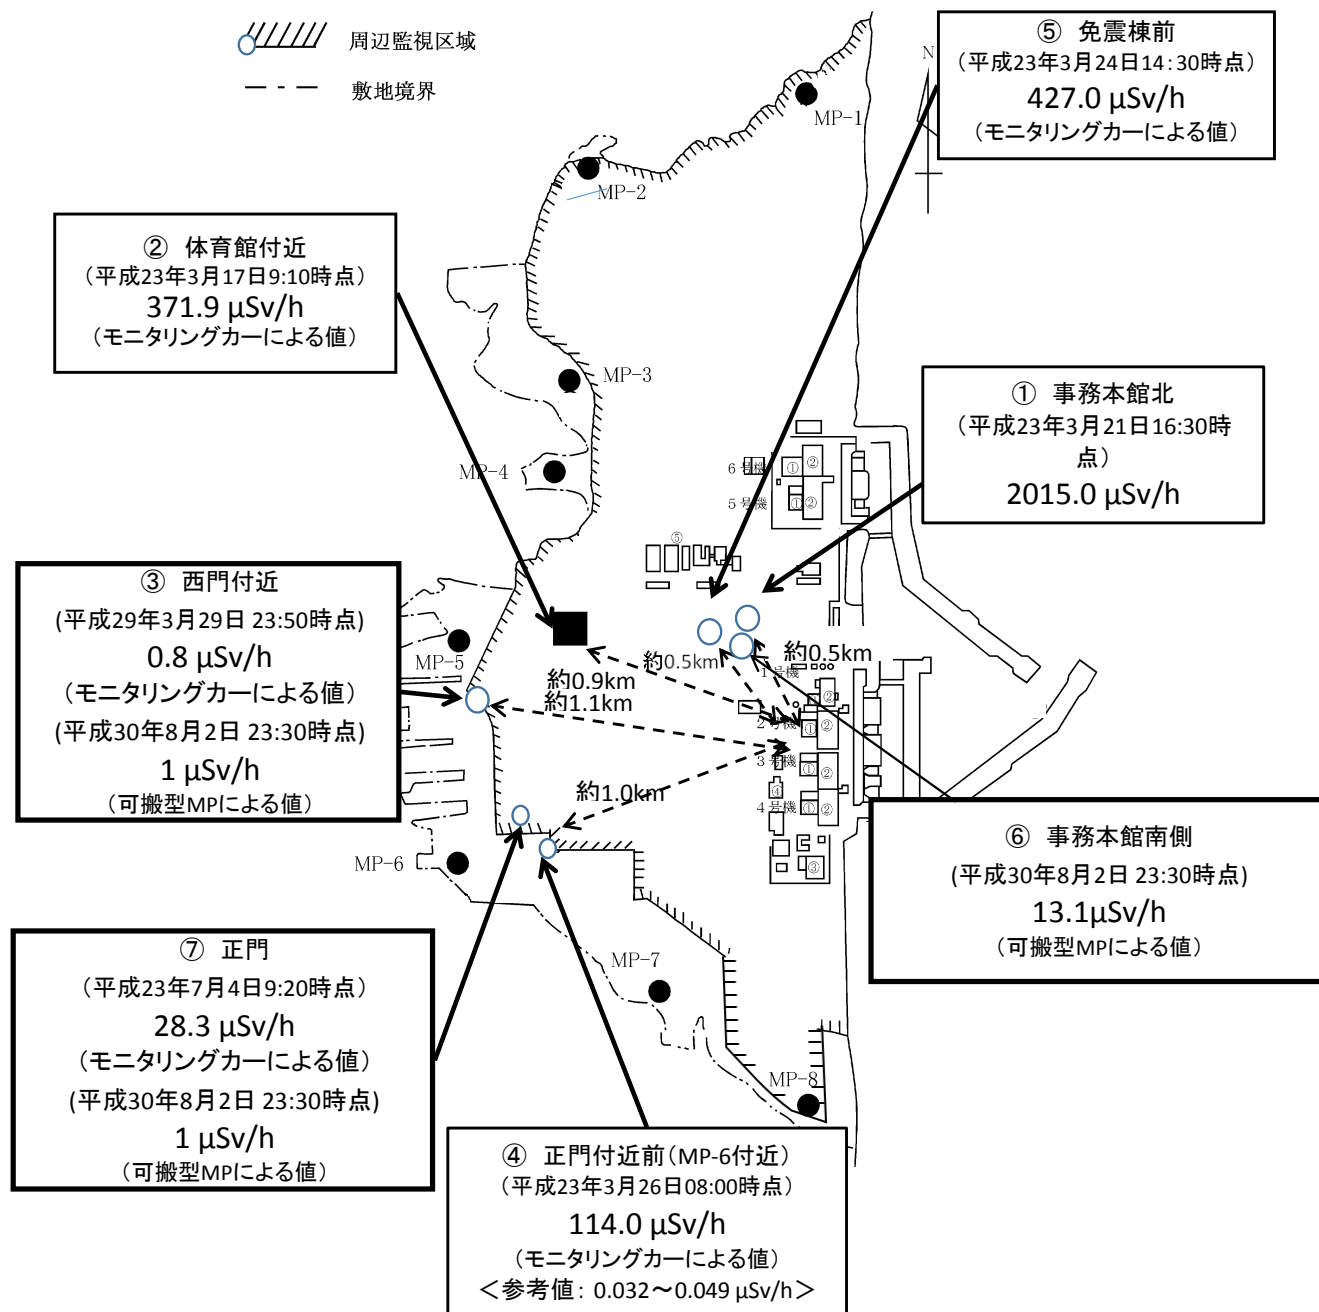 周辺監視区域
敷地境界
⑤ 免震棟前
(平成23年3月24日14:30時点)
427.0 μSv/h
(モニタリングカーによる値)
N
MP-1
MP-2
② 体育館付近
(平成23年3月17日9:10時点)
371.9 μSv/h
(モニタリングカーによる値)
MP-3
① 事務本館北
(平成23年3月21日16:30時
点)
2015.0 μSv/h
MP-4
6号機
① ②
5号機
① ②
⑤
③ 西門付近
(平成29年3月29日 23:50時点)
0.8 μSv/h
(モニタリングカーによる値)
(平成30年8月2日 23:30時点)
1 μSv/h
(可搬型MPによる値)
MP-5
約0.5km
約0.5km
約0.9km
約1.1km
1号機
②
2号機
① ②
3号機
① ②
約1.0km
④
4号機
① ②
③
MP-6
⑥ 事務本館南側
(平成30年8月2日 23:30時点)
13.1μSv/h
(可搬型MPによる値)
⑦ 正門
(平成23年7月4日9:20時点)
28.3 μSv/h
(モニタリングカーによる値)
(平成30年8月2日 23:30時点)
1 μSv/h
(可搬型MPによる値)
MP-7
MP-8
④ 正門付近前(MP-6付近)
(平成23年3月26日08:00時点)
114.0 μSv/h
(モニタリングカーによる値)
<参考値: 0.032~0.049 μSv/h>